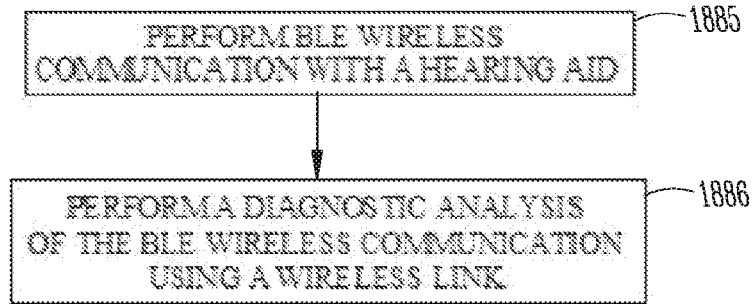 1885
PERFORM BLE WIRELESS
COMMUNICATION WITH A HEARING AID
1886
PERFORM A DIAGNOSTIC ANALYSIS
OF THE BLE WIRELESS COMMUNICATION
USING A WIRELESS LINK